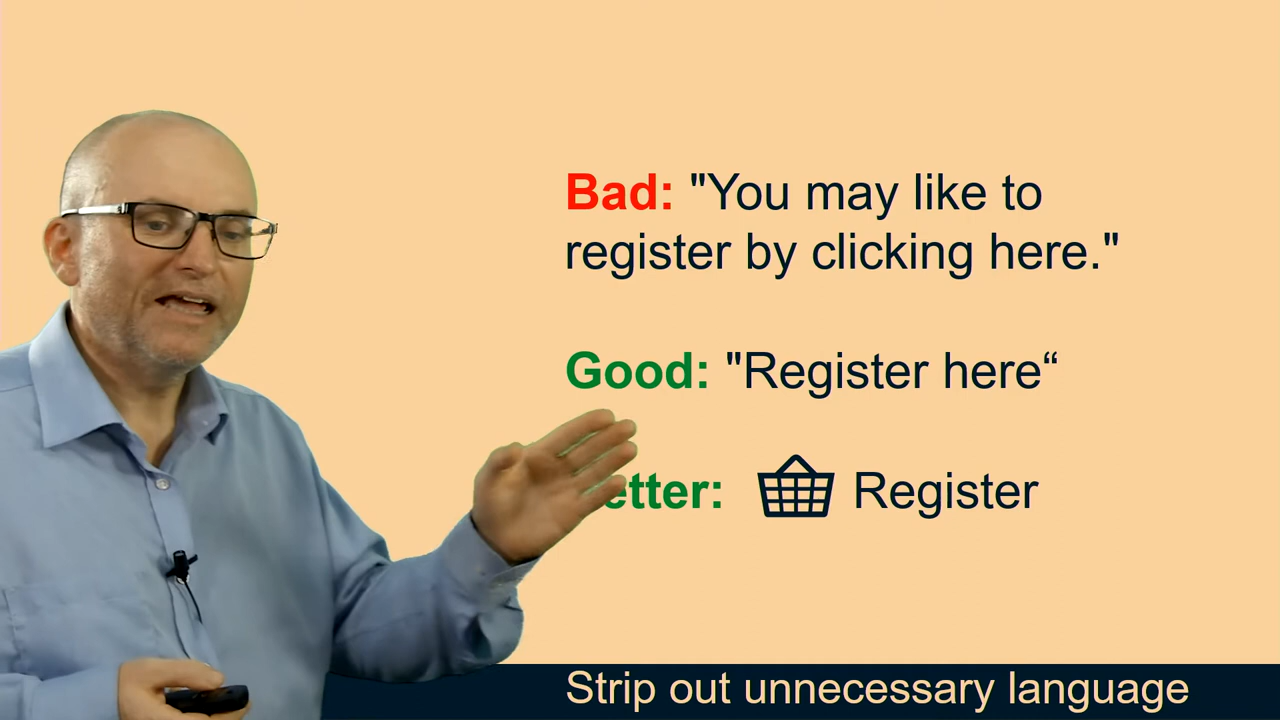 Bad: "You may like to
register by clicking here."
Good: "Register here“
Register
Strip out unnecessary language